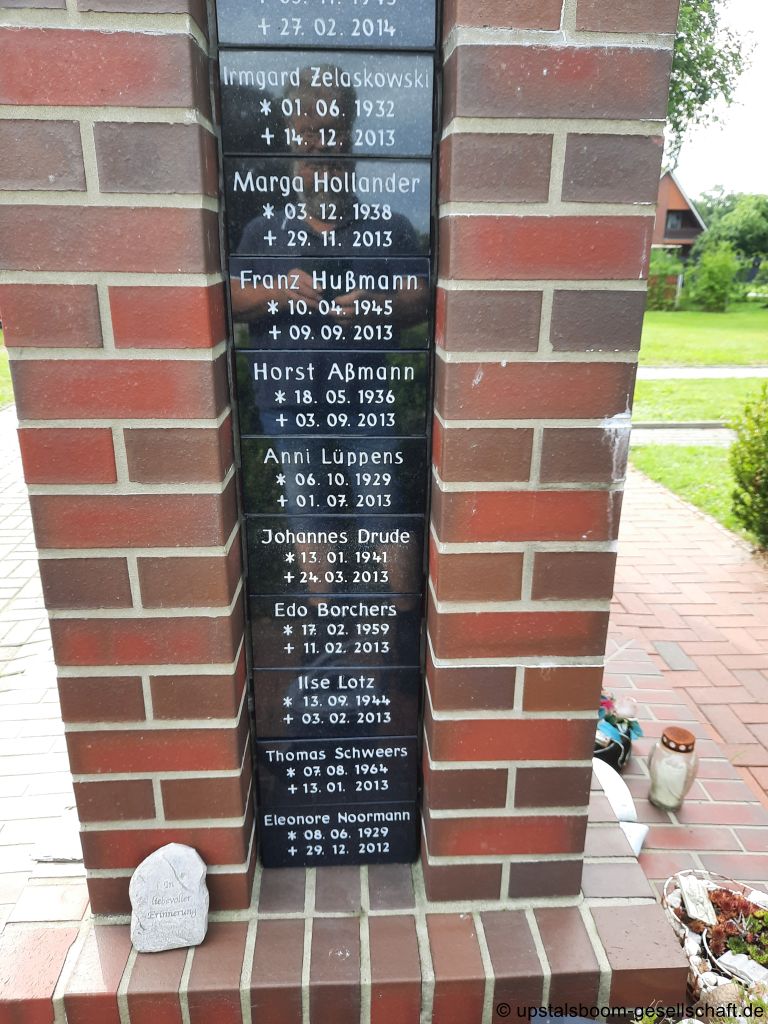 27. 02. 2014
Irmgard Zelaskowski
* 01. 06. 1932
+ 14. 12. 2013
Marga Hollander
* 03. 12. 1938
+ 29. 11. 2013
Franz Hußmann
* 10. 04. 1945
+ 09. 09. 2013
Horst Aßmann
* 18. 05. 1936
+ 03. 09. 2013
Anni Lüppens
* 06. 10. 1929
+ 01. 07. 2013
Johannes Drude
* 13. 01. 1941
+ 24. 03. 2013
Edo Borchers
* 17. 02. 1959
+ 11. 02. 2013
Ilse Lotz
* 13. 09. 1944
+ 03. 02. 2013
Thomas Schweers
* 07. 08. 1964
+ 13. 01. 2013
Eleonore Noormann
* 08. 06. 1929
+ 29. 12. 2012
In
liebevoller
Erinnerung
© upstalsboom-gesellschaft.de